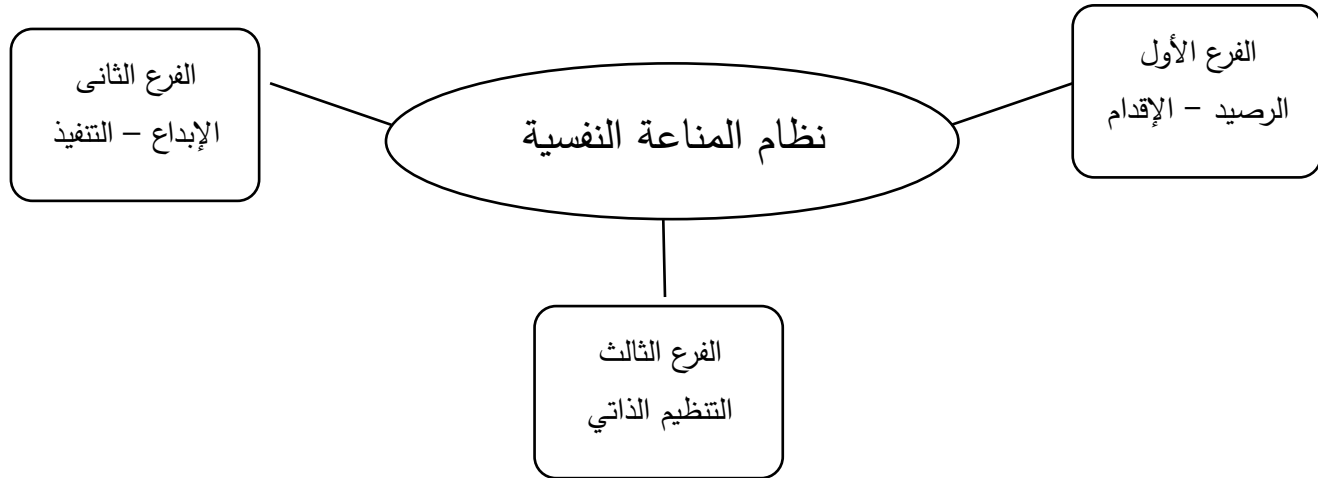 الفرع الأول
الرصيد – الإقدام
نظام المناعة النفسية
الفرع الثانى
الإبداع – التنفيذ
الفرع الثالث
التنظيم الذاتي